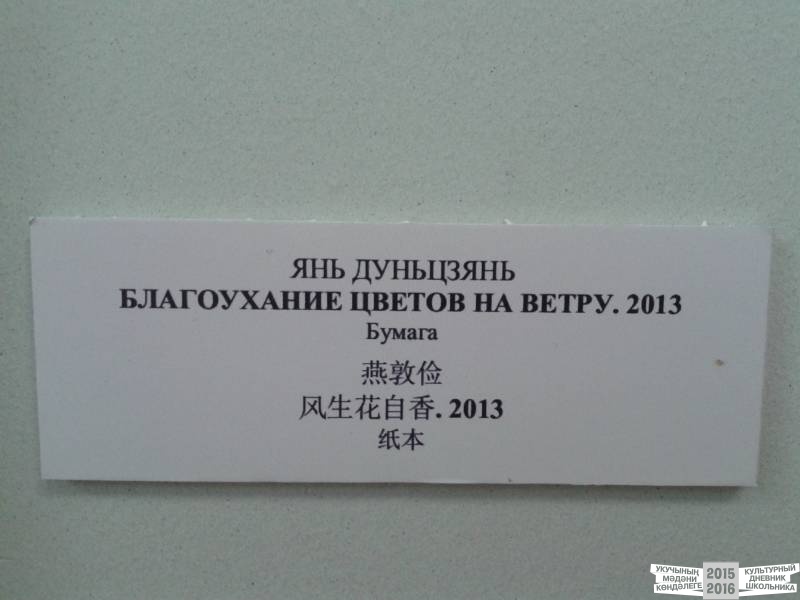 ЯНЬ ДУНЬЦЗЯНЬ
БЛАГОУХАНИЕ ЦВЕТОВ НА ВЕТРУ. 2013
Бумага
燕敦俭
风生花自香. 2013
纸本
УКУЧЫНЫҢ
МӘДӘНИ
КӨНДӘЛЕГЕ
2015
2016
КУЛЬТУРНЫЙ
ДНЕВНИК
ШКОЛЬНИКА